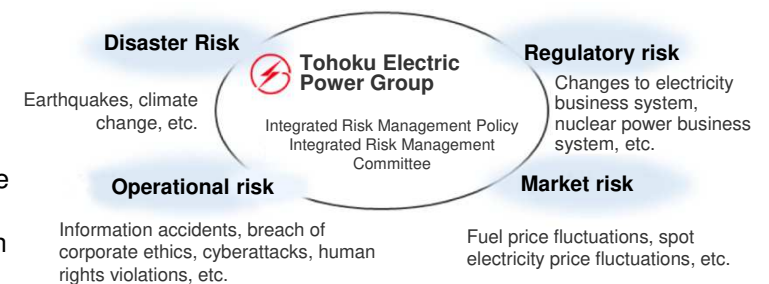 Disaster Risk
Earthquakes, climate
change, etc.
Tohoku Electric
Power Group
Integrated Risk Management Policy
Integrated Risk Management
Committee
Regulatory risk
Changes to electricity
business system,
nuclear power business
system, etc.
Operational risk
Information accidents, breach of
corporate ethics, cyberattacks, human
rights violations, etc.
Market risk
Fuel price fluctuations, spot
electricity price fluctuations, etc.